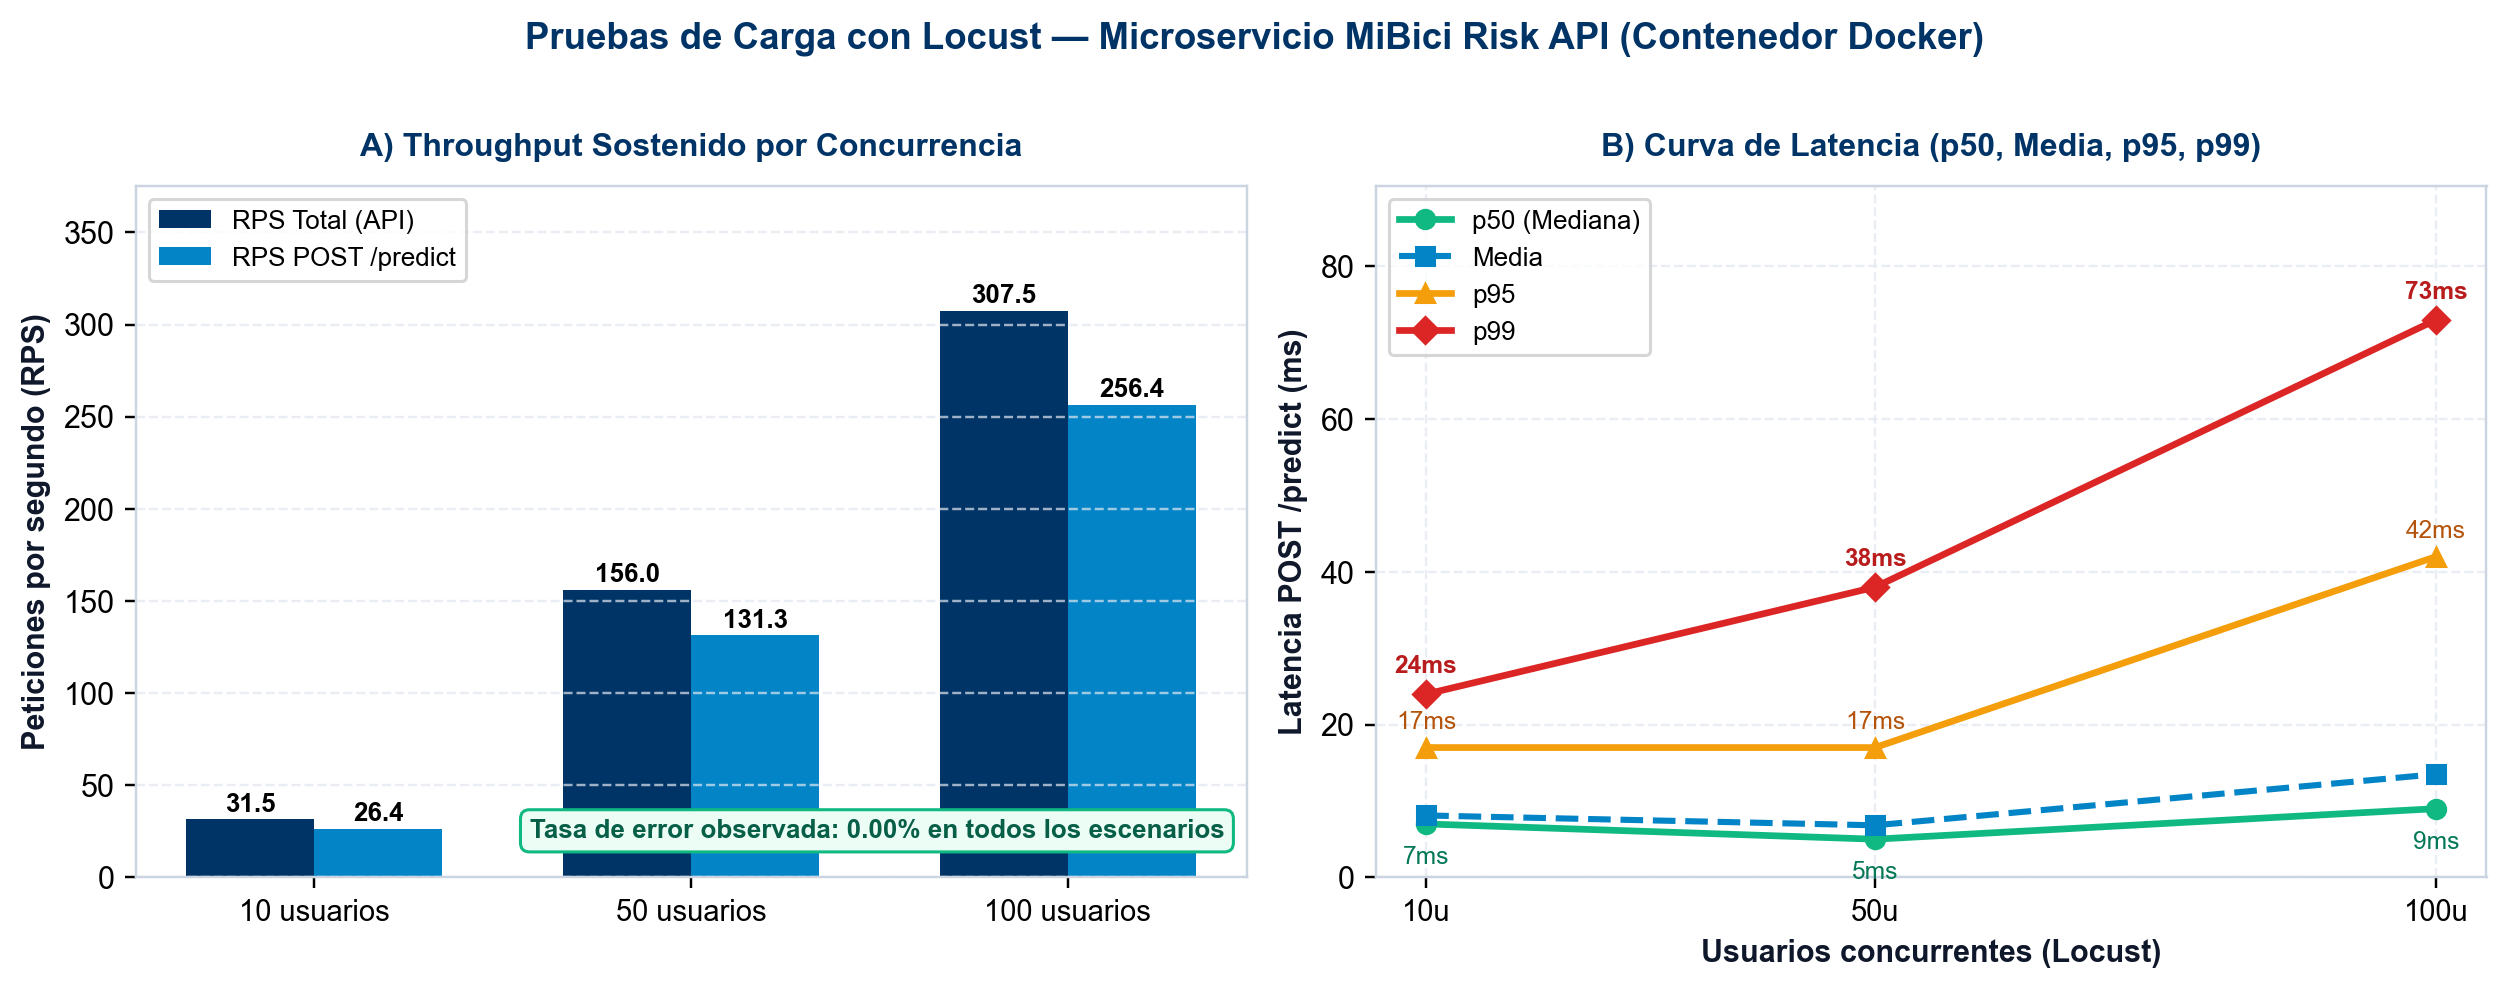 Pruebas de Carga con Locust — Microservicio MiBici Risk API (Contenedor Docker)
A) Throughput Sostenido por Concurrencia
Peticiones por segundo (RPS)
350
300
250
200
150
100
50
0
RPS Total (API)
RPS POST /predict
31.5
26.4
156.0
131.3
307.5
256.4
Tasa de error observada: 0.00% en todos los escenarios
10 usuarios
50 usuarios
100 usuarios
B) Curva de Latencia (p50, Media, p95, p99)
Latencia POST /predict (ms)
80
60
40
20
0
p50 (Mediana)
Media
p95
p99
24ms
38ms
73ms
17ms
17ms
42ms
7ms
5ms
9ms
10u
50u
100u
Usuarios concurrentes (Locust)